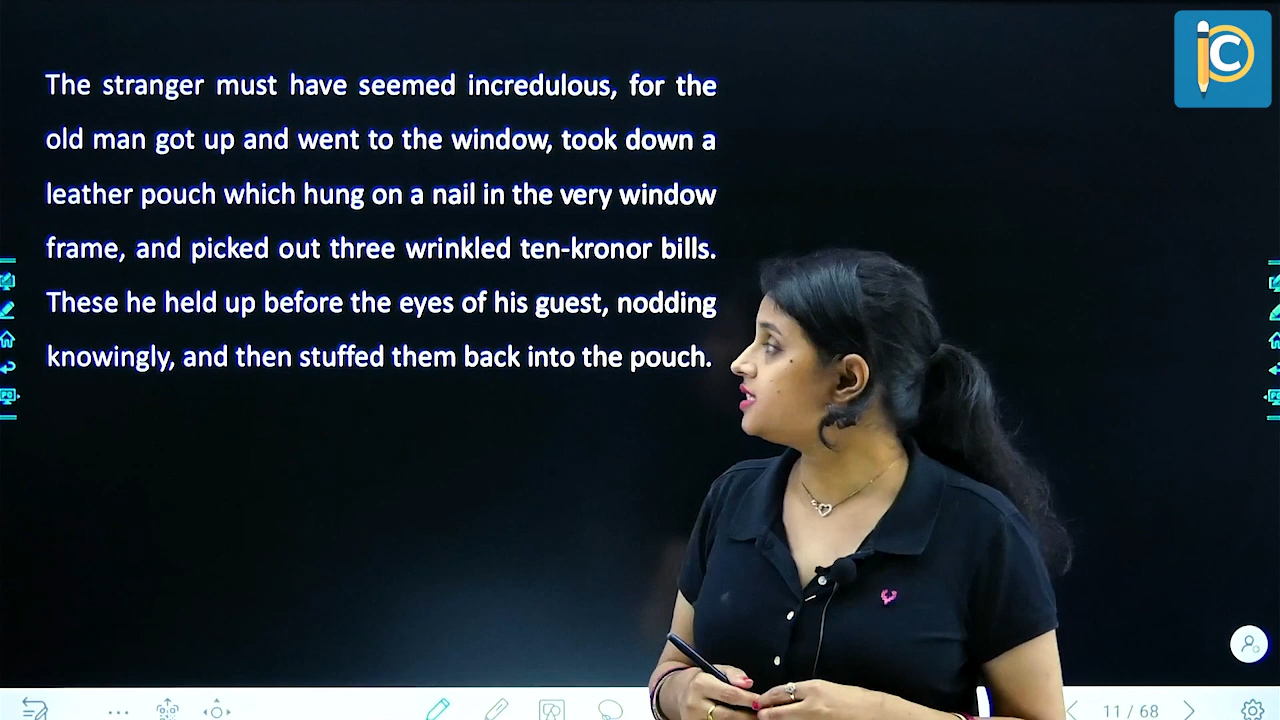 The stranger must have seemed incredulous, for the
old man got up and went to the window, took down a
leather pouch which hung on a nail in the very window
frame, and picked out three wrinkled ten-kronor bills.
These he held up before the eyes of his guest, nodding
knowingly, and then stuffed them back into the pouch.
11 / 68